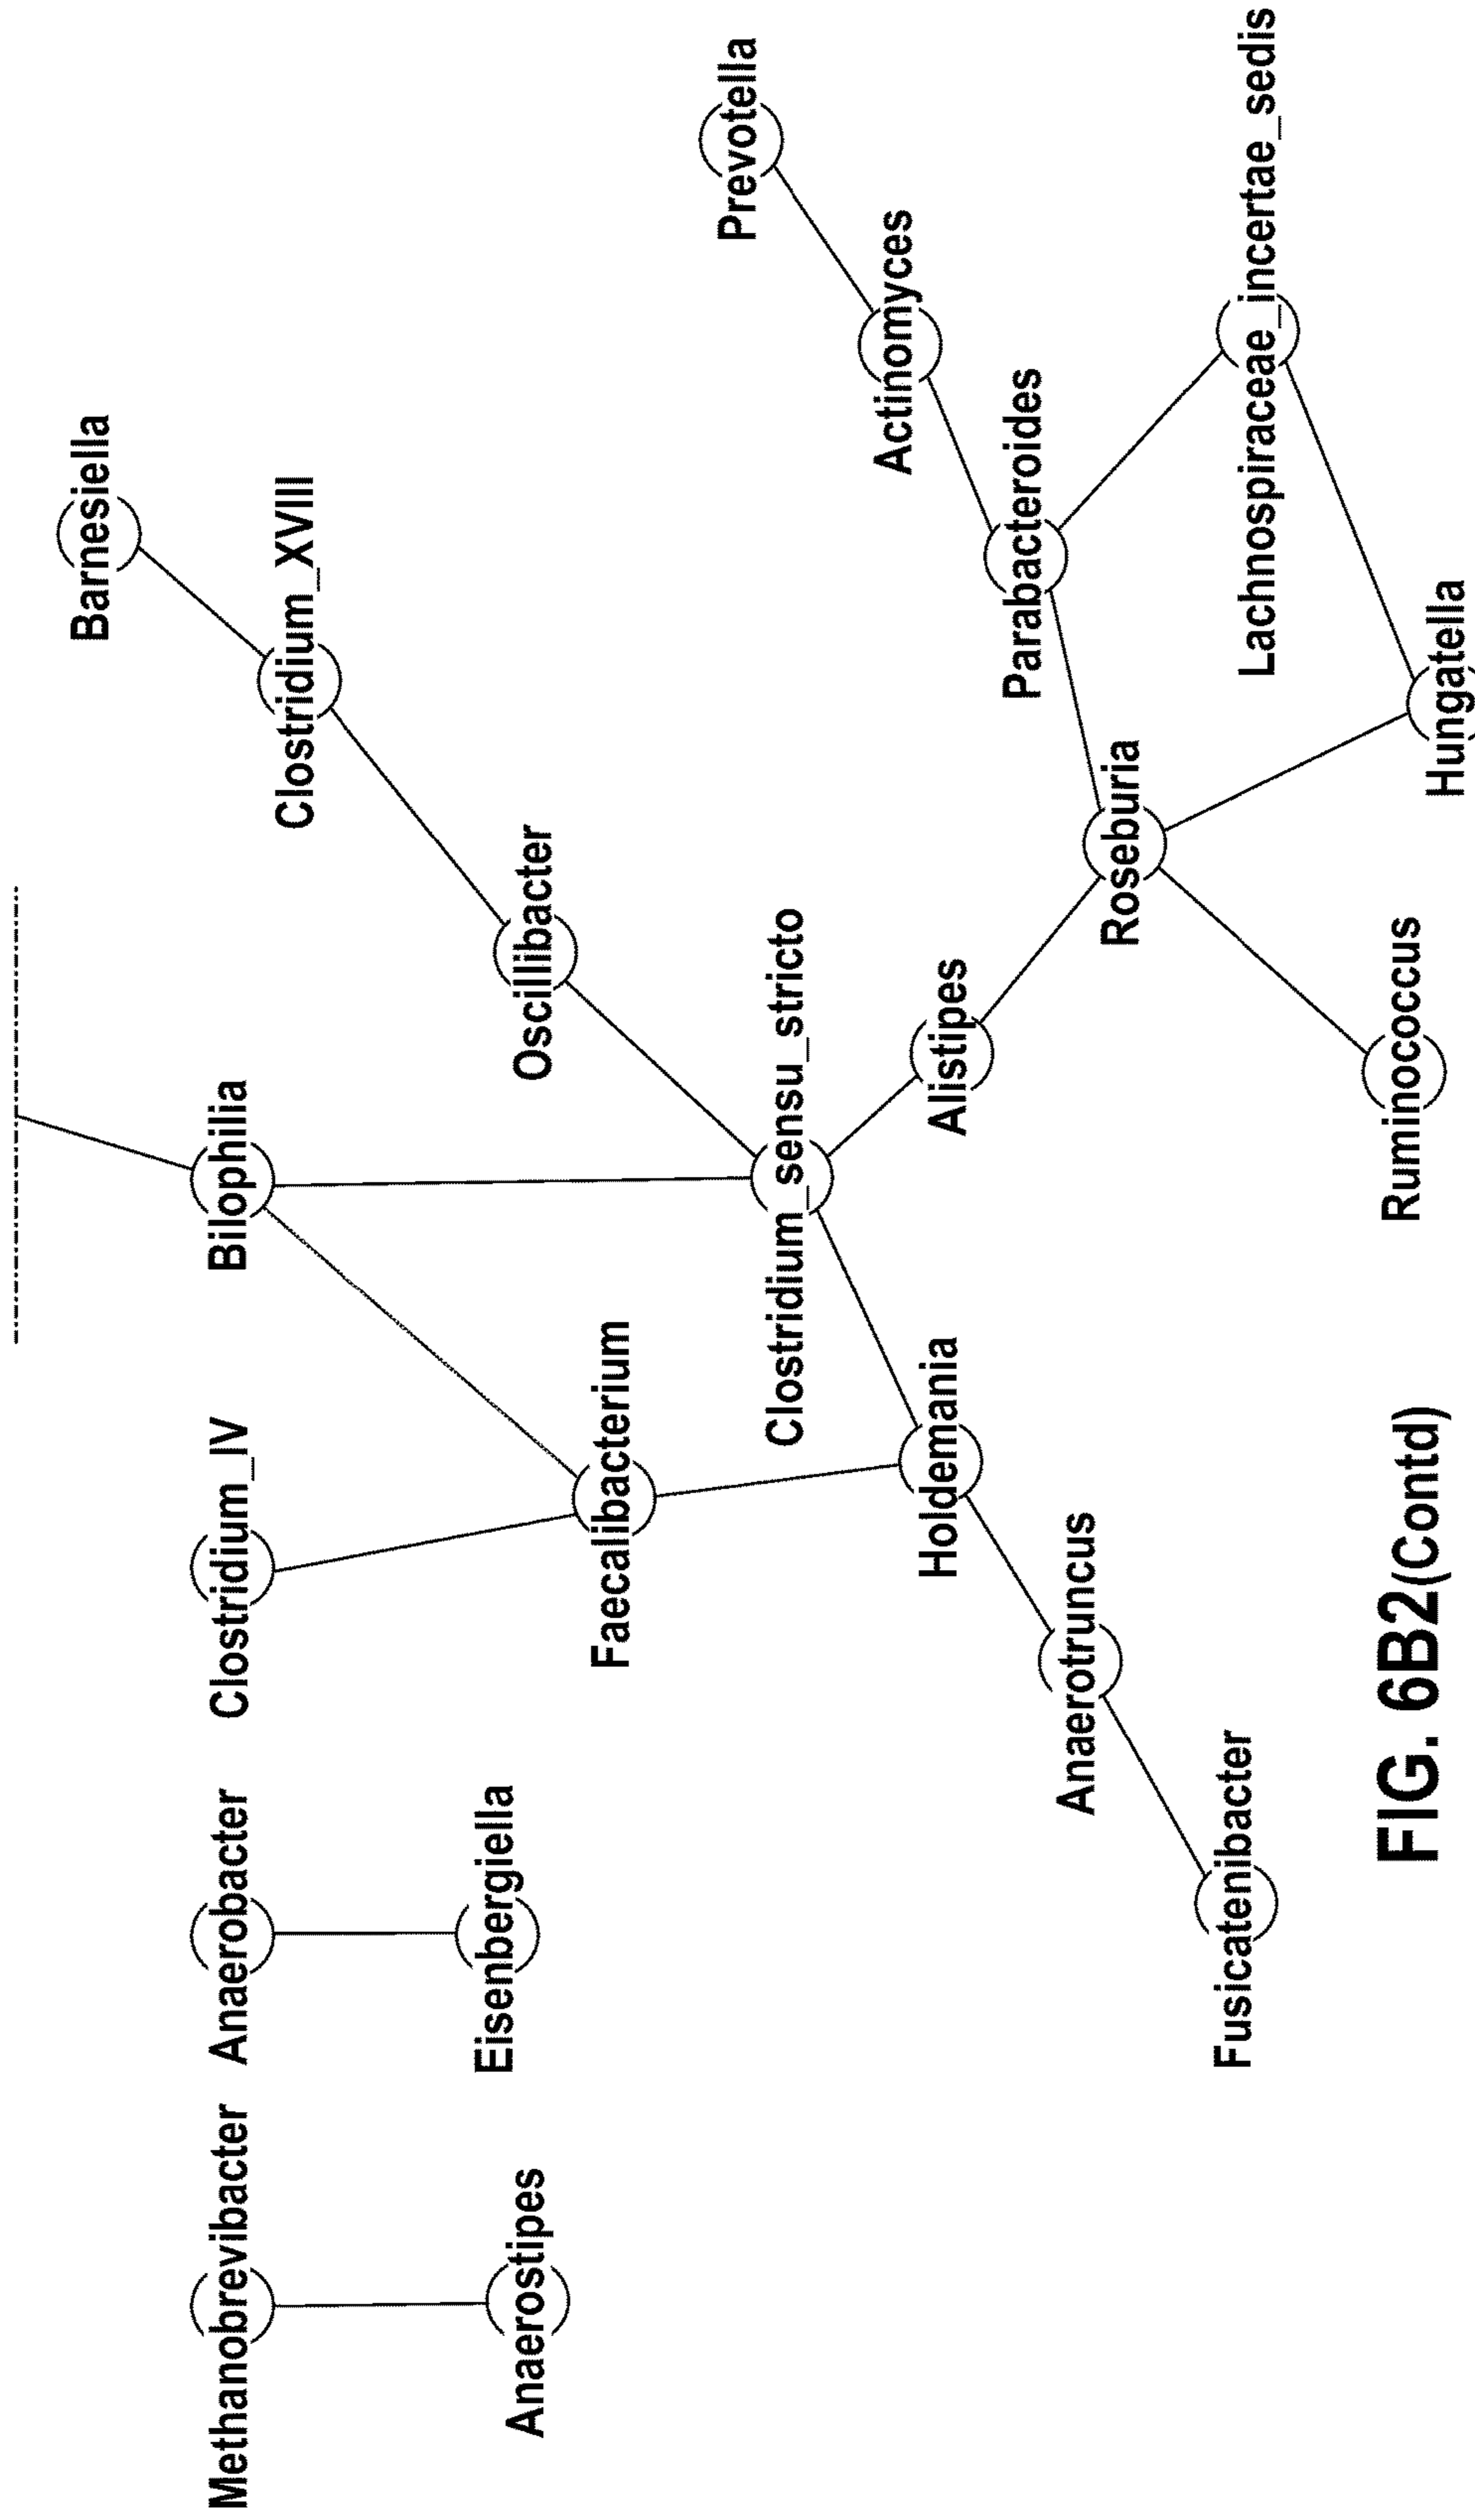 Methanobrevibacter
Anaerobacter
Clostridium_IV
Bilophilia
Barnesiella
Clostridium_XVIII
Anaerostipes
Eisenbergiella
Faecalibacterium
Oscillibacter
Clostridium_sensu_stricto
Prevotella
Holdemania
Alistipes
Actinomyces
Anaerotruncus
Roseburia
Parabacteroides
Fusicatenibacter
Ruminococcus
Hungatella
Lachnospiraceae_incertae_sedis
FIG. 6B2(Contd)